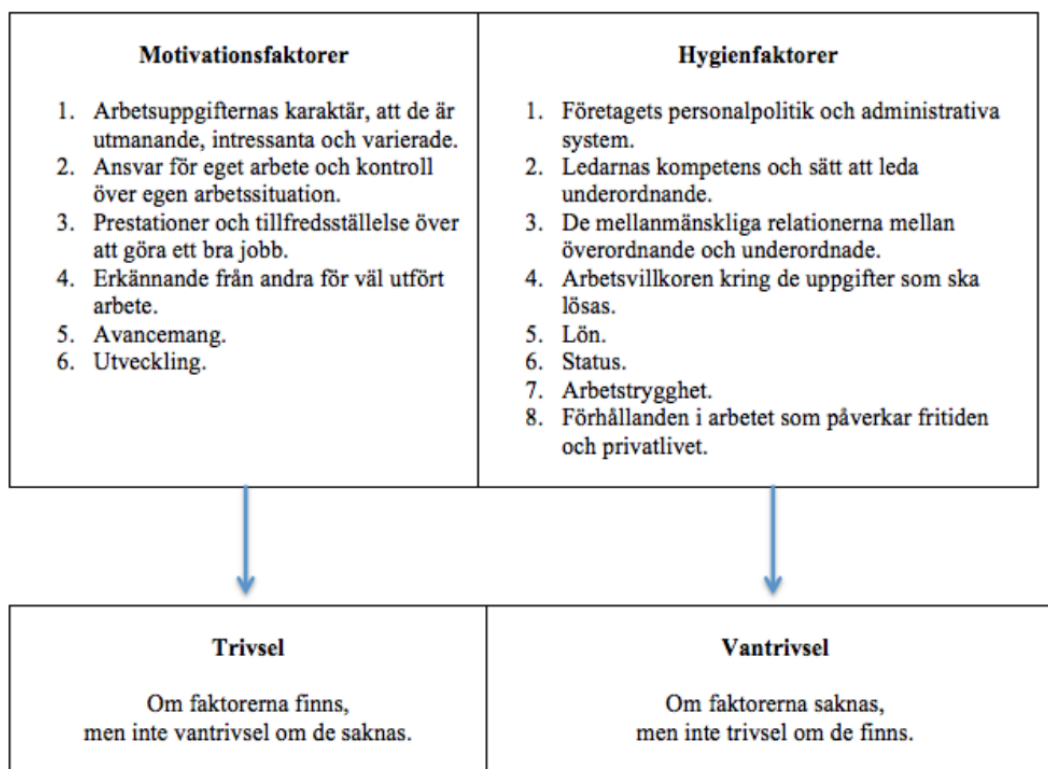 Motivationsfaktorer
1. Arbetsuppgifternas karaktär, att de är
utmanande, intressanta och varierade.
2. Ansvar för eget arbete och kontroll
över egen arbetssituation.
3. Prestationer och tillfredsställelse över
att göra ett bra jobb.
4. Erkännande från andra för väl utfört
arbete.
5. Avancemang.
6. Utveckling.
Hygienfaktorer
1. Företagets personalpolitik och administrativa
system.
2. Ledarnas kompetens och sätt att leda
underordnande.
3. De mellanmänskliga relationerna mellan
överordnande och underordnade.
4. Arbetsvillkoren kring de uppgifter som ska
lösas.
5. Lön.
6. Status.
7. Arbetstrygghet.
8. Förhållanden i arbetet som påverkar fritiden
och privatlivet.
Trivsel
Om faktorerna finns,
men inte vantrivsel om de saknas.
Vantrivsel
Om faktorerna saknas,
men inte trivsel om de finns.